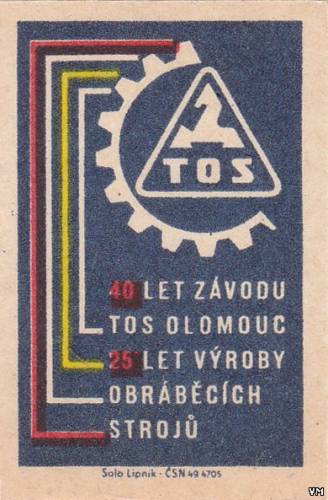 TOS
40 LET ZÁVODU
TOS OLOMOUC
25 LET VÝROBY
OBRÁBĚCÍCH
STROJŮ
Solo Lipník - ČSN 49 4705
VM